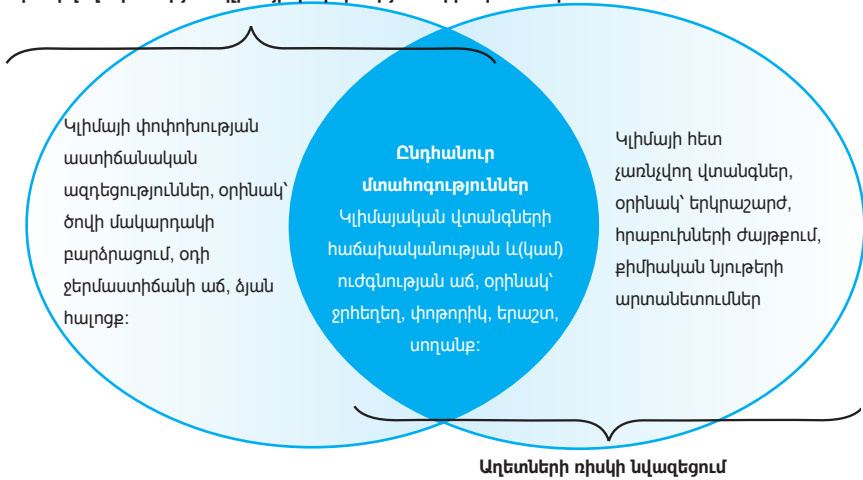 Կլիմայի փոփոխության
աստիճանական
ազդեցություններ, օրինակ՝
ծովի մակարդակի
բարձրացում, օդի
ջերմաստիճանի աճ, ձյան
հալոցք:
Ընդհանուր
մտահոգություններ
Կլիմայական վտանգների
հաճախականության և(կամ)
ուժգնության աճ, օրինակ՝
ջրհեղեղ, փոթորիկ, երաշտ,
սողանք:
Կլիմայի հետ
չառնչվող վտանգներ,
օրինակ՝ երկրաշարժ,
հրաբուխների ժայթքում,
քիմիական նյութերի
արտանետումներ
Աղետների ռիսկի նվազեցում